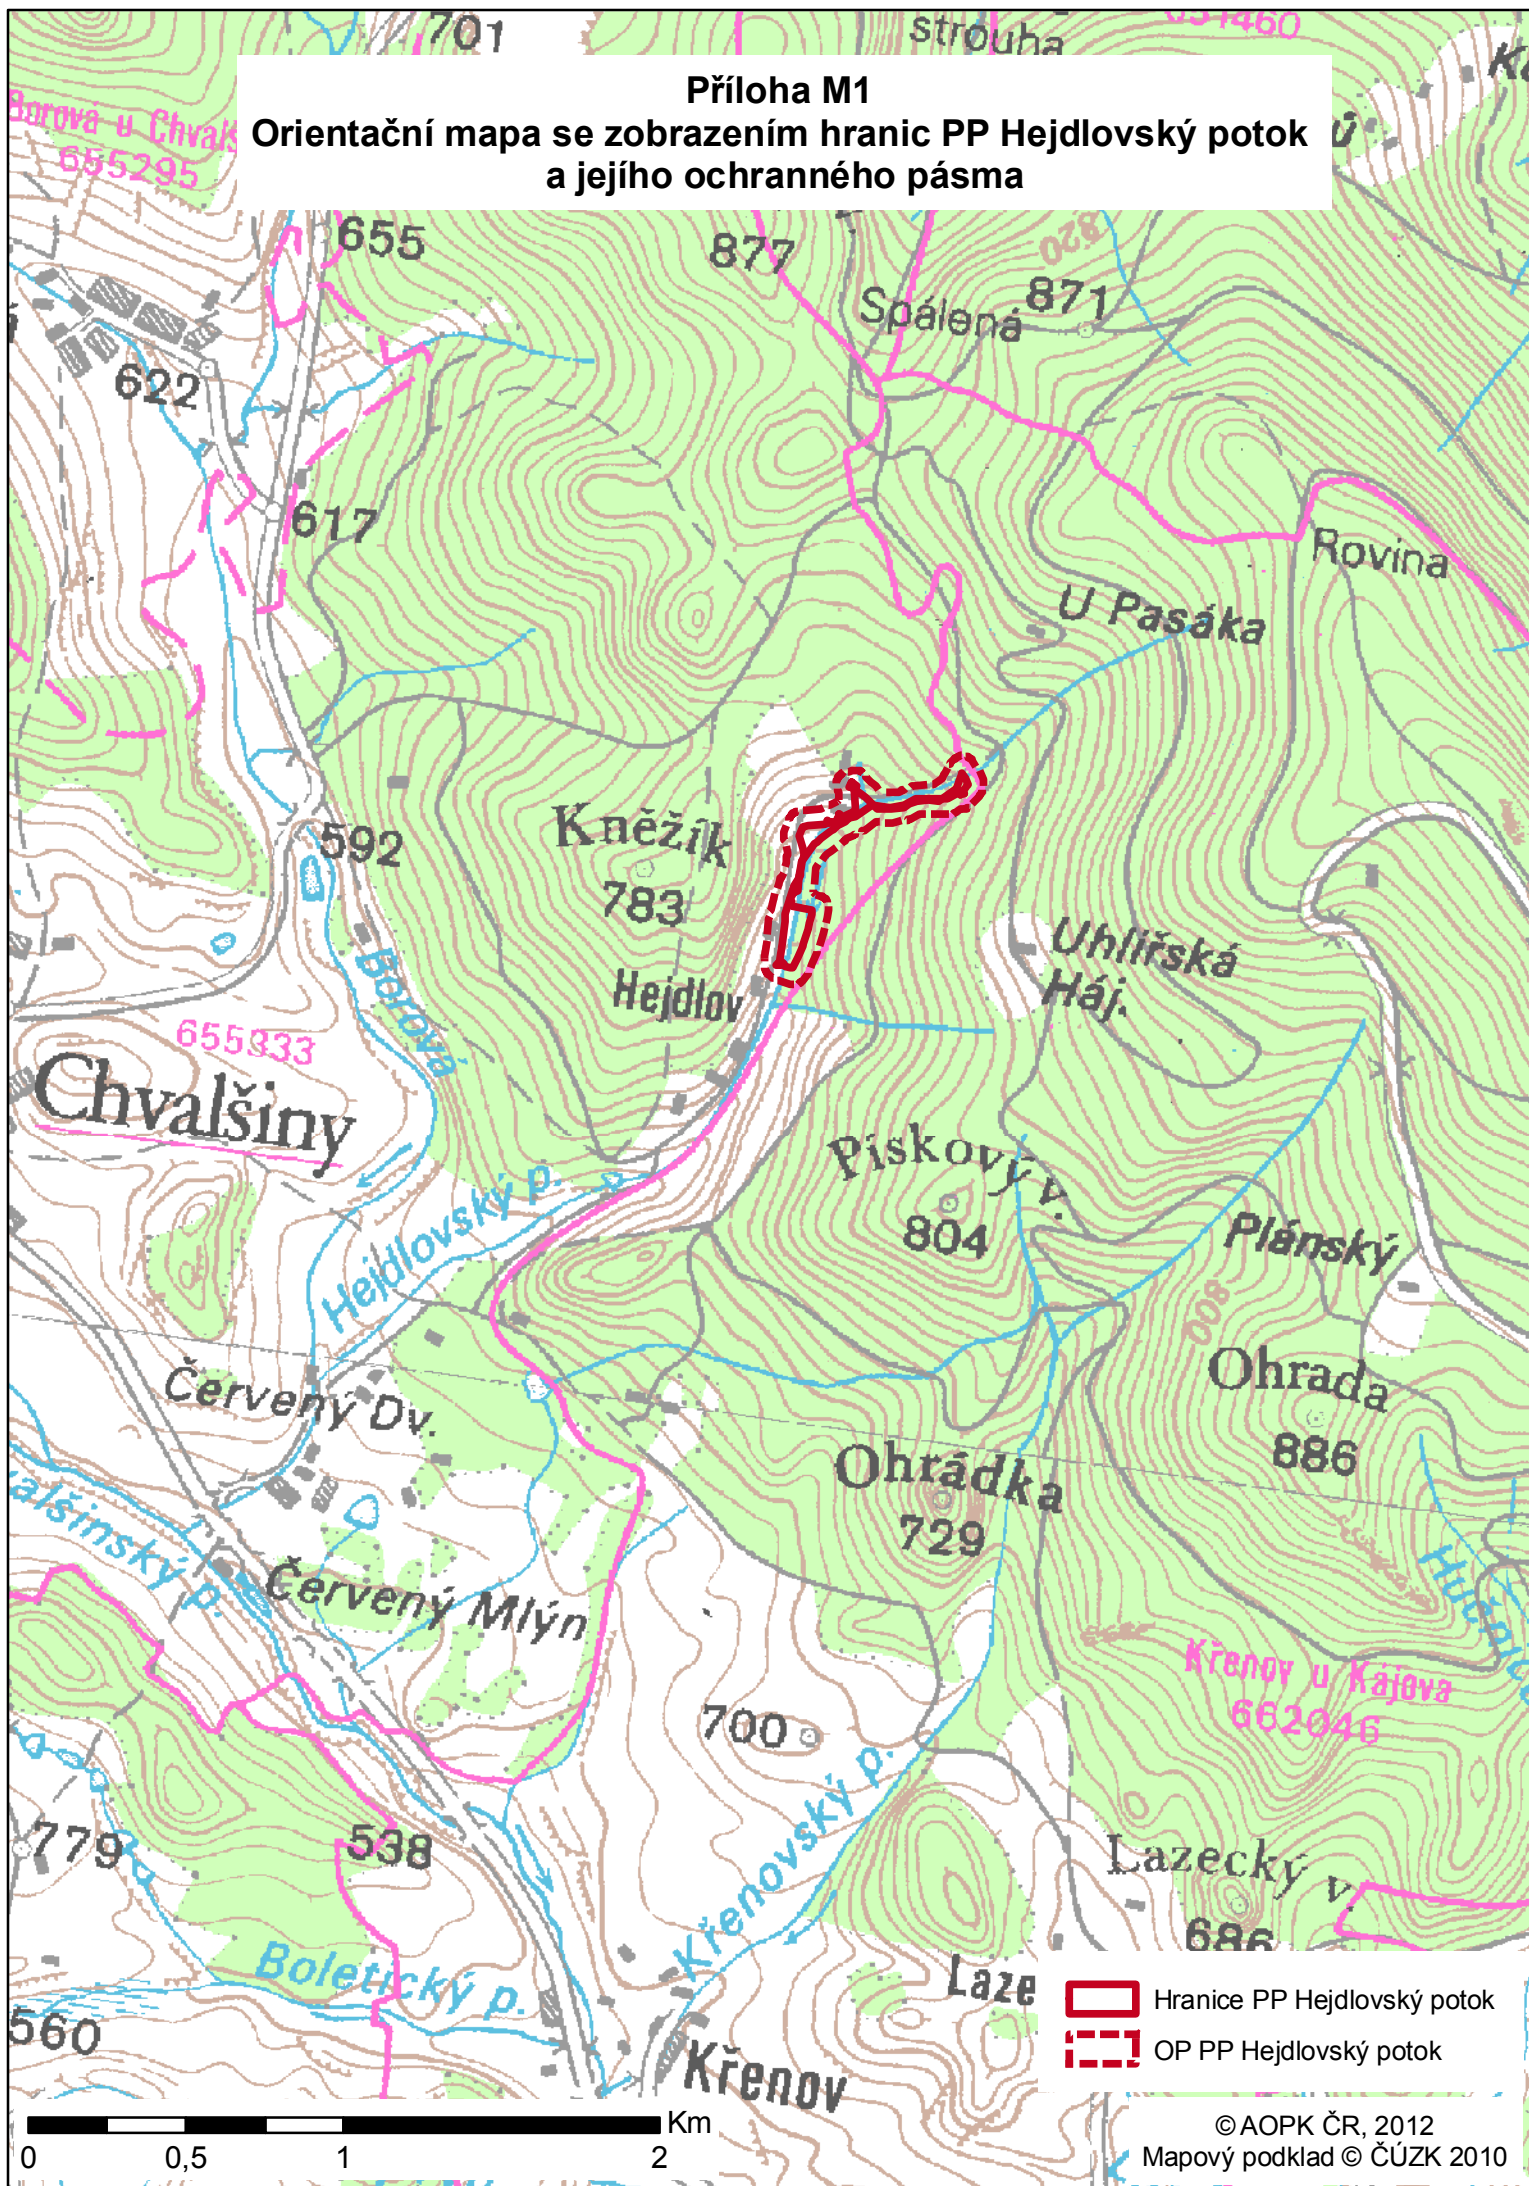 701
strouha
031460
Příloha M1
Orientační mapa se zobrazením hranic PP Hejdlovský potok
a jejího ochranného pásma
Borová u Chvalš
655295
655
877
820
871
Spálená
622
617
Rovina
U Pasáka
592
Kněžík
783
Borová
Hejdlov
Uhlířská
Háj.
655333
Chvalšiny
Pískový v.
804
Hejdlovský p.
Plánský
800
Červený Dv.
Ohrada
886
Ohrádka
729
alšinský p.
Červený Mlýn
Křenov u Kájova
662046
700
Křenovský p.
779
538
Lazecký v.
686
Boletický p.
Laze
560
Křenov
Hranice PP Hejdlovský potok
OP PP Hejdlovský potok
Km
0 0,5 1 2
© AOPK ČR, 2012
Mapový podklad © ČÚZK 2010